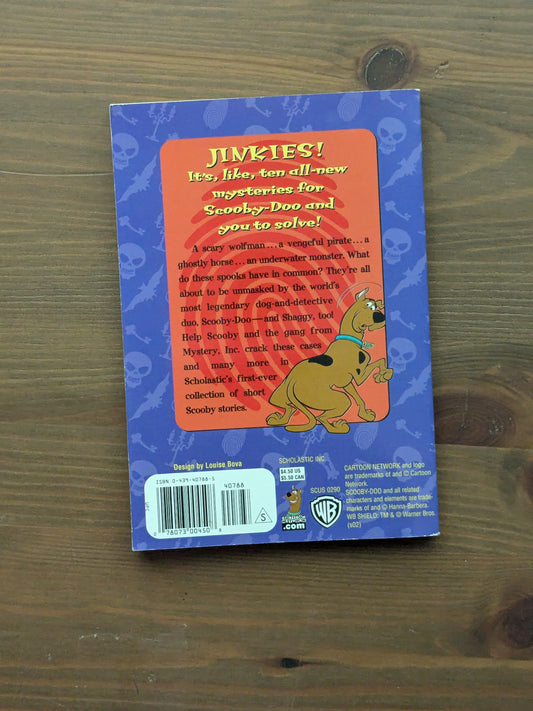 JINKIES!
It's, like, ten all-new
mysteries for
Scooby-Doo and
you to solve!
A scary wolfman...a vengeful pirate...a
ghostly horse...an underwater monster. What
do these spooks have in common? They're all
about to be unmasked by the world's
most legendary dog-and-detective
duo, Scooby-Doo—and Shaggy, too!
Help Scooby and the gang from
Mystery, Inc. crack these cases
and many more in
Scholastic's first-ever
collection of short
Scooby stories.
Design by Louise Bova
ISBN 0-439-40788-5
40788
0 78073 00450 8
S
SCHOLASTIC INC.
$4.50 US
$5.50 CAN
SCUS 0290
.com
WB
CARTOON NETWORK and logo
are trademarks of and © Cartoon
Network.
SCOOBY-DOO and all related
characters and elements are trade-
marks of and © Hanna-Barbera.
WB SHIELD: TM & © Warner Bros.
(s02)